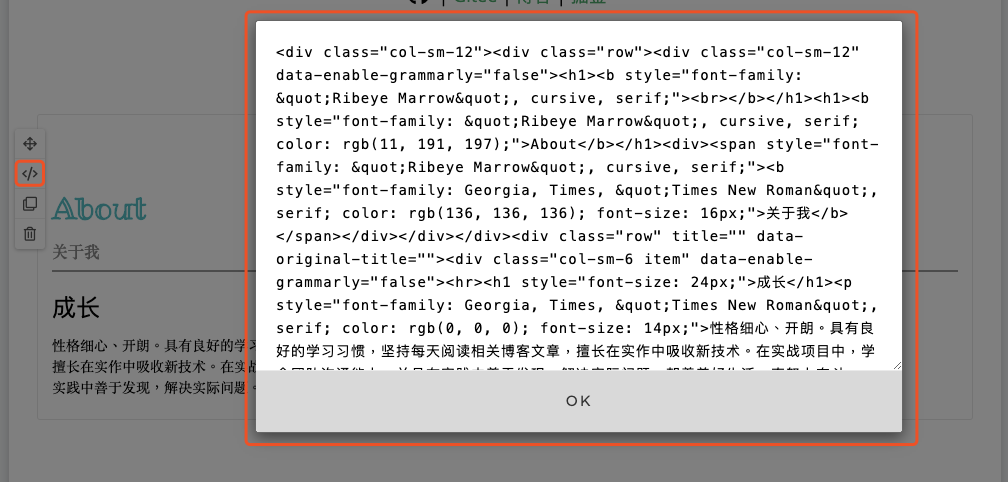 | Gitee | 博客 | 掘金
<div class="col-sm-12"><div class="row"><div class="col-sm-12"
data-enable-grammarly="false"><h1><b style="font-family:
&quot;Ribeye Marrow&quot;, cursive, serif;"><br></b></h1><h1><b
style="font-family: &quot;Ribeye Marrow&quot;, cursive, serif;
color: rgb(11, 191, 197);">About</b></h1><div><span style="font-
family: &quot;Ribeye Marrow&quot;, cursive, serif;"><b
style="font-family: Georgia, Times, &quot;Times New Roman&quot;,
serif; color: rgb(136, 136, 136); font-size: 16px;">关于我</b>
</span></div></div></div><div class="row" title="" data-
original-title=""><div class="col-sm-6 item" data-enable-
grammarly="false"><hr><h1 style="font-size: 24px;">成长</h1><p
style="font-family: Georgia, Times, &quot;Times New Roman&quot;,
serif; color: rgb(0, 0, 0); font-size: 14px;">性格细心、开朗。具有良
好的学习习惯，坚持每天阅读相关博客文章，擅长在实作中吸收新技术。在实战项目中，学
OK
About
关于我
成长
性格细心、开朗。具有良好的学习
擅长在实作中吸收新技术。在实战
实践中善于发现，解决实际问题。